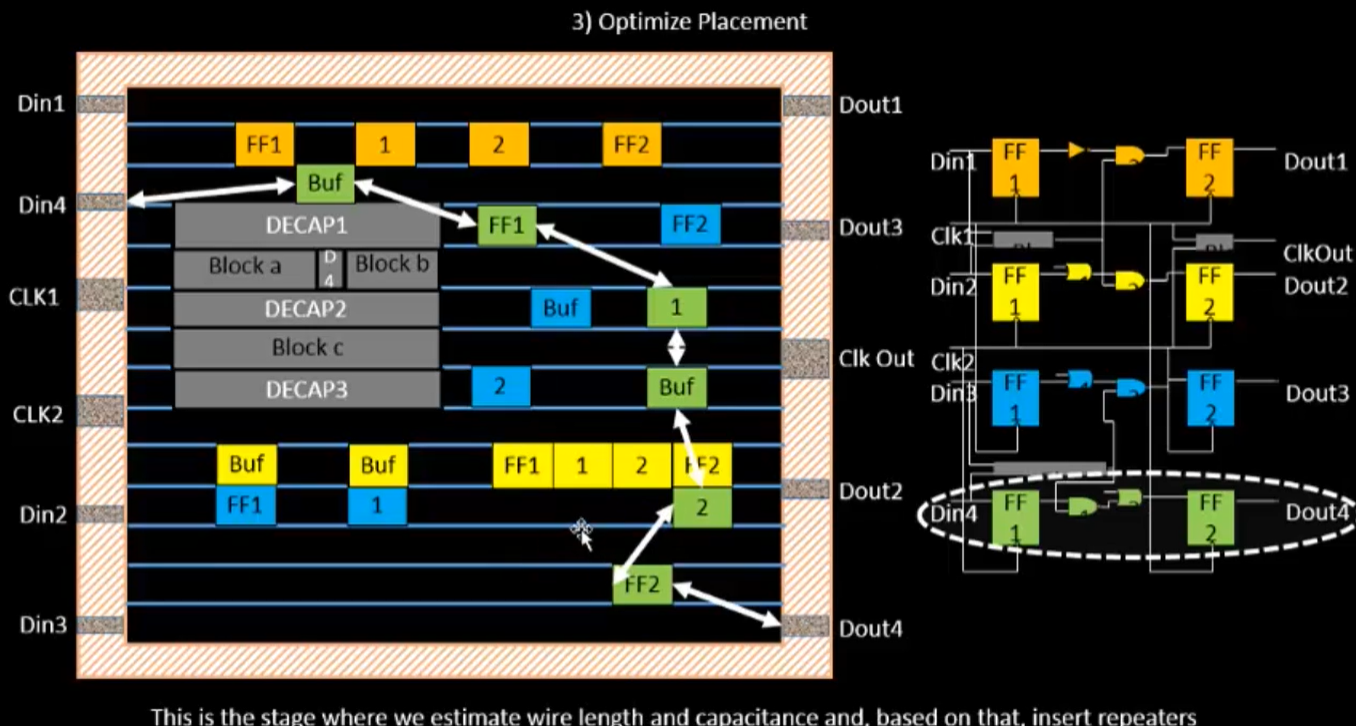 3) Optimize Placement
Din1
Din4
CLK1
CLK2
Din2
Din3
FF1 1 2 FF2
Buf
DECAP1 FF1 FF2
Block a D 4 Block b
DECAP2 Buf 1
Block c
DECAP3 2 Buf
Buf Buf FF1 1 2 FF2
FF1 1 2
FF2
Dout1
Dout3
Clk Out
Dout2
Dout4
Din1 FF 1 FF 2 Dout1
Clk1 ClkOut
Din2 FF 1 FF 2 Dout2
Clk2
Din3 FF 1 FF 2 Dout3
Din4 FF 1 FF 2 Dout4
This is the stage where we estimate wire length and capacitance and, based on that, insert repeaters